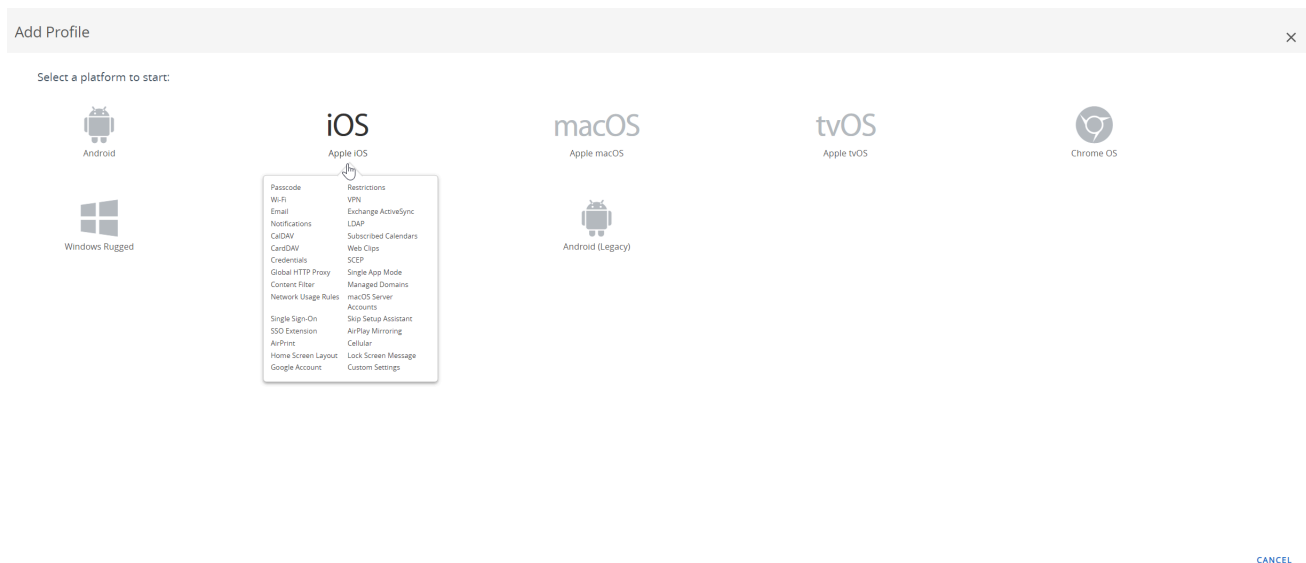 Add Profile
Select a platform to start:
iOS
macOS
tvOS
Android
Apple iOS
Apple macOS
Apple tvOS
Chrome OS
Passcode Restrictions
Wi-Fi VPN
Email Exchange ActiveSync
Notifications LDAP
CalDAV Subscribed Calendars
CardDAV Web Clips
Credentials SCEP
Global HTTP Proxy Single App Mode
Content Filter Managed Domains
Network Usage Rules macOS Server
Accounts
Single Sign-On Skip Setup Assistant
SSO Extension AirPlay Mirroring
AirPrint Cellular
Home Screen Layout Lock Screen Message
Google Account Custom Settings
Windows Rugged
Android (Legacy)
CANCEL